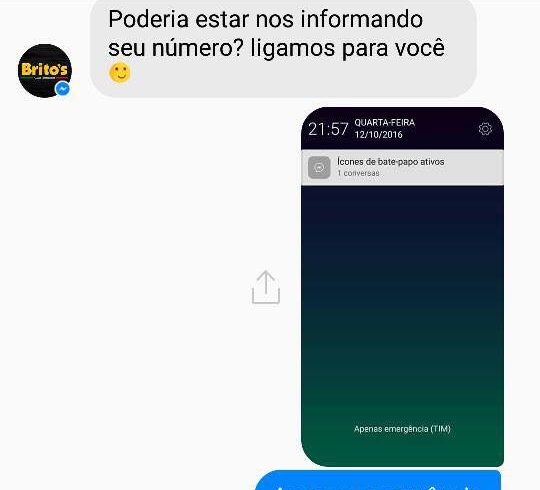 Poderia estar nos informando
seu número? ligamos para você
🙂
Brito's
21:57
QUARTA-FEIRA
12/10/2016
Ícones de bate-papo ativos
1 conversas
Apenas emergência (TIM)